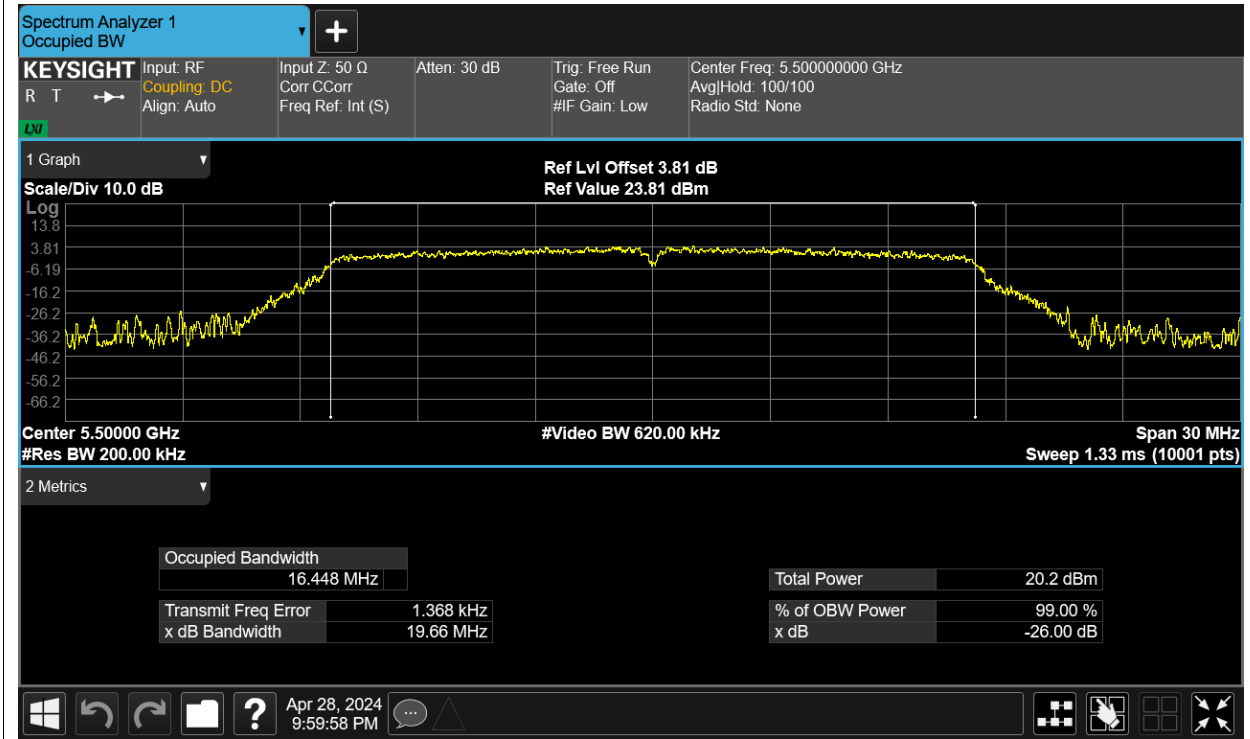 Spectrum Analyzer 1
Occupied BW
KEYSIGHT
R T
LXI
Input: RF
Coupling: DC
Align: Auto
Input Z: 50 Ω
Corr CCorr
Freq Ref: Int (S)
Atten: 30 dB
Trig: Free Run
Gate: Off
#IF Gain: Low
Center Freq: 5.500000000 GHz
Avg|Hold: 100/100
Radio Std: None
1 Graph
Scale/Div 10.0 dB
Ref Lvl Offset 3.81 dB
Ref Value 23.81 dBm
Log
13.8
3.81
-6.19
-16.2
-26.2
-36.2
-46.2
-56.2
-66.2
Center 5.50000 GHz
#Video BW 620.00 kHz
Span 30 MHz
#Res BW 200.00 kHz
Sweep 1.33 ms (10001 pts)
2 Metrics
Occupied Bandwidth
16.448 MHz
Total Power 20.2 dBm
Transmit Freq Error 1.368 kHz
% of OBW Power 99.00 %
x dB Bandwidth 19.66 MHz
x dB -26.00 dB
?
Apr 28, 2024
9:59:58 PM